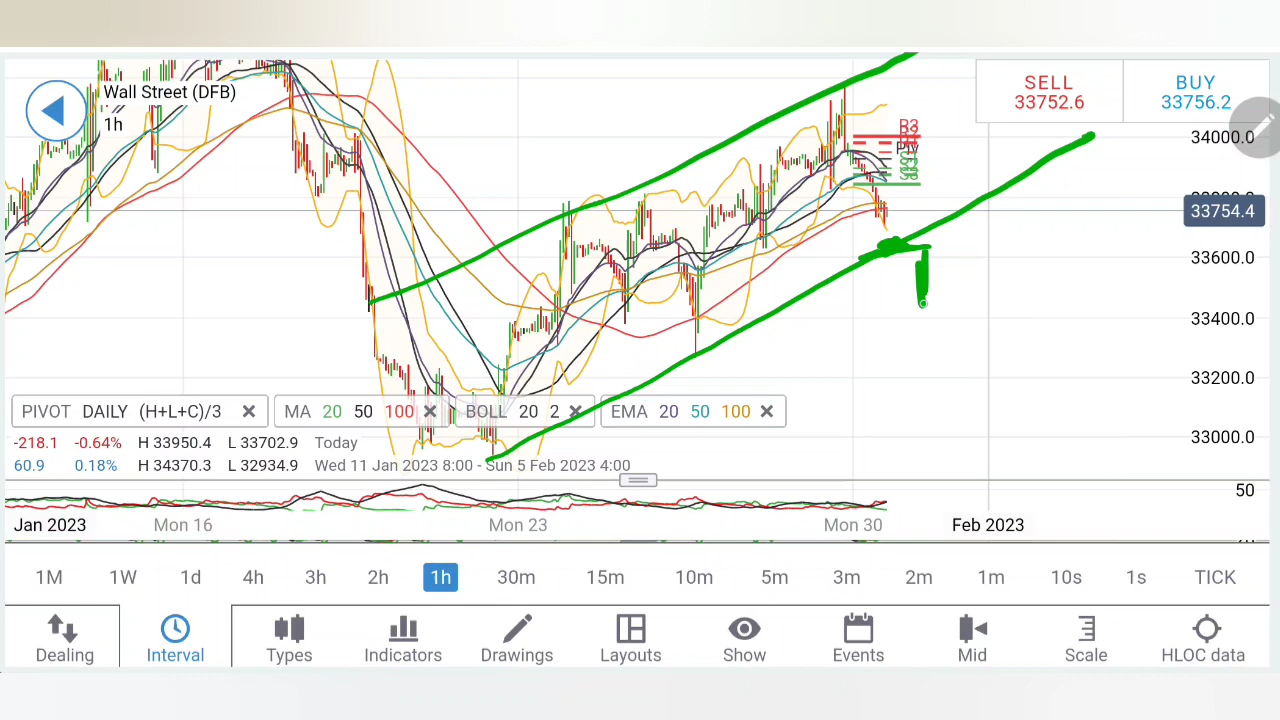 Wall Street (DFB)
1h
SELL
33752.6
BUY
33756.2
34000.0
33754.4
33600.0
33400.0
33200.0
33000.0
R3
PIVOT DAILY (H+L+C)/3
MA 20 50 100
BOLL 20 2
EMA 20 50 100
-218.1 -0.64% H 33950.4 L 33702.9 Today
60.9 0.18% H 34370.3 L 32934.9 Wed 11 Jan 2023 8:00 - Sun 5 Feb 2023 4:00
50
Jan 2023 Mon 16 Mon 23 Mon 30 Feb 2023
1M 1W 1d 4h 3h 2h 1h 30m 15m 10m 5m 3m 2m 1m 10s 1s TICK
Dealing Interval Types Indicators Drawings Layouts Show Events Mid Scale HLOC data